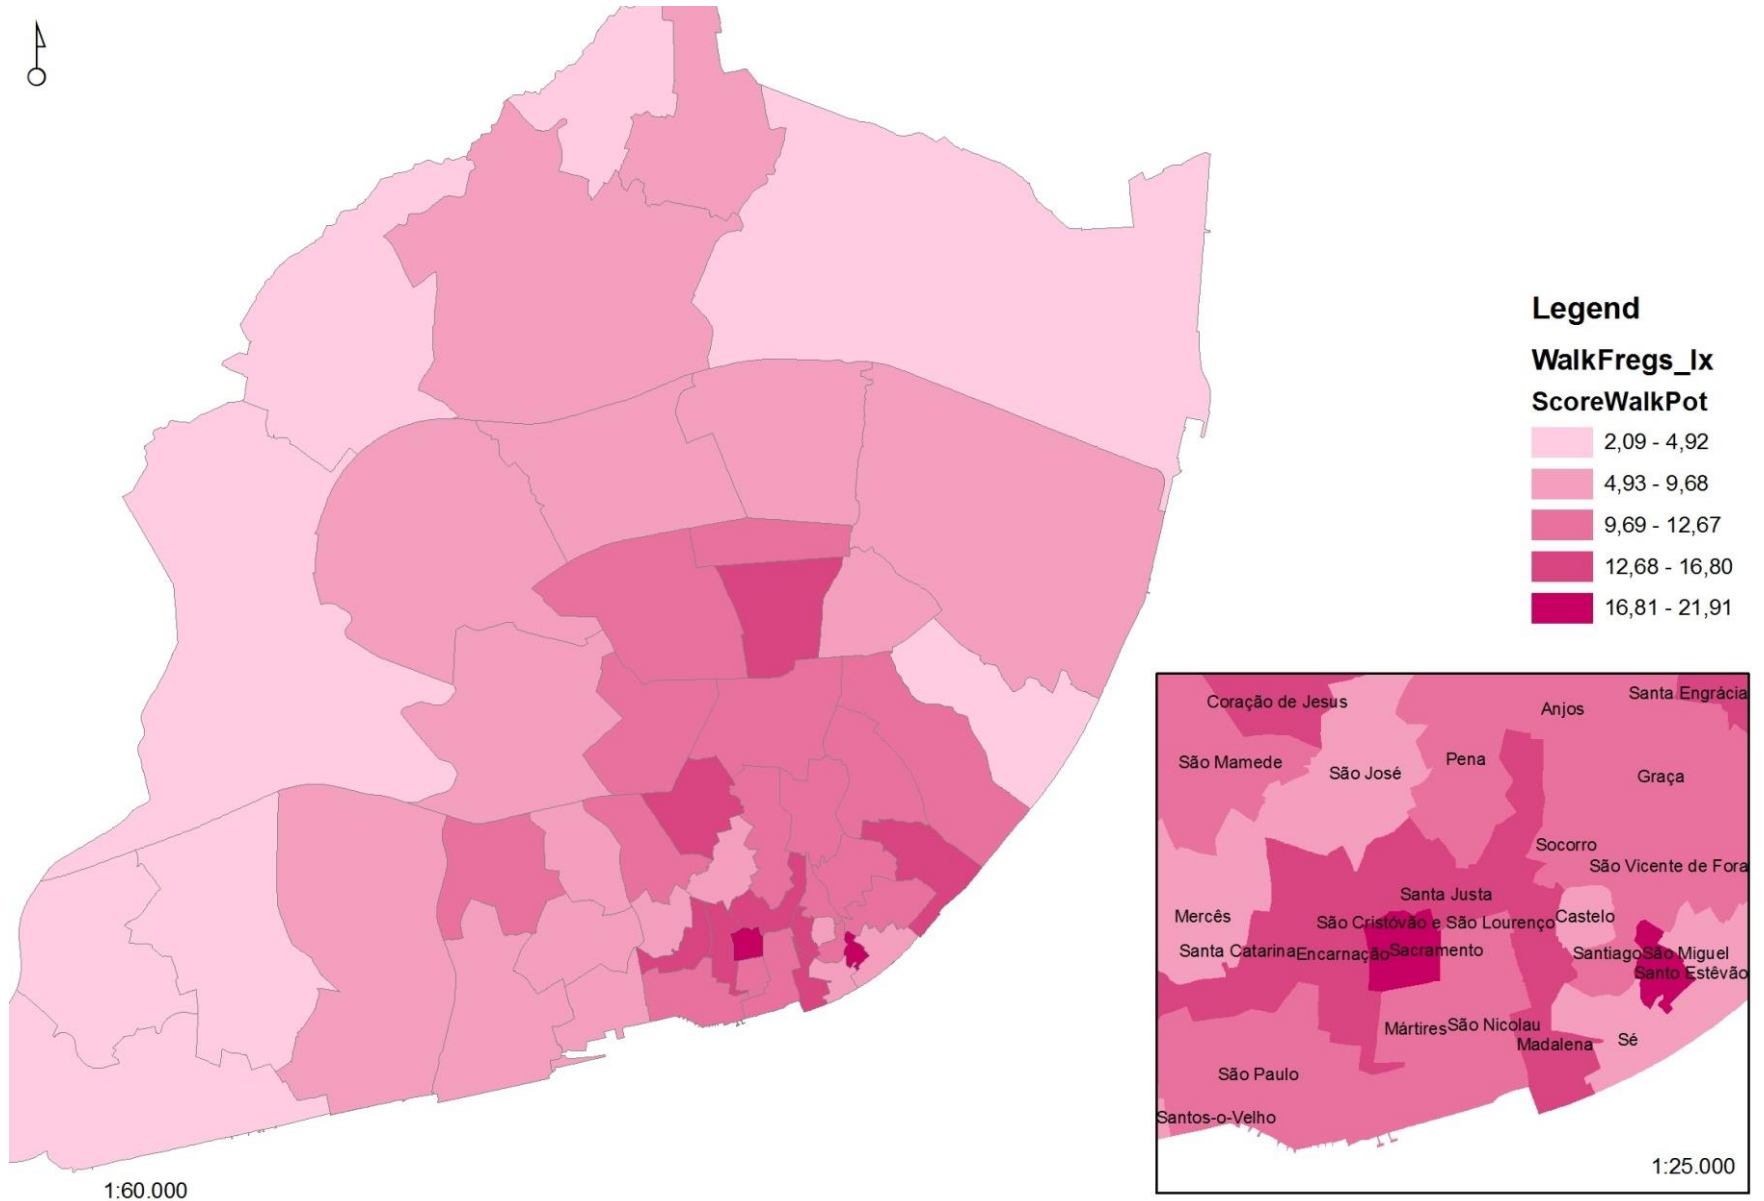 Legend
WalkFregs_lx
ScoreWalkPot
2,09 - 4,92
4,93 - 9,68
9,69 - 12,67
12,68 - 16,80
16,81 - 21,91
Santa Engrácia
Coração de Jesus
Anjos
São Mamede
São José
Pena
Graça
Socorro
São Vicente de Fora
Santa Justa
Mercês
São Cristóvão e São Lourenço
Castelo
Santa Catarina
Encarnação
Sacramento
Santiago
São Miguel
Santo Estêvão
Mártires
São Nicolau
Madalena
Sé
São Paulo
Santos-o-Velho
1:25.000
1:60.000